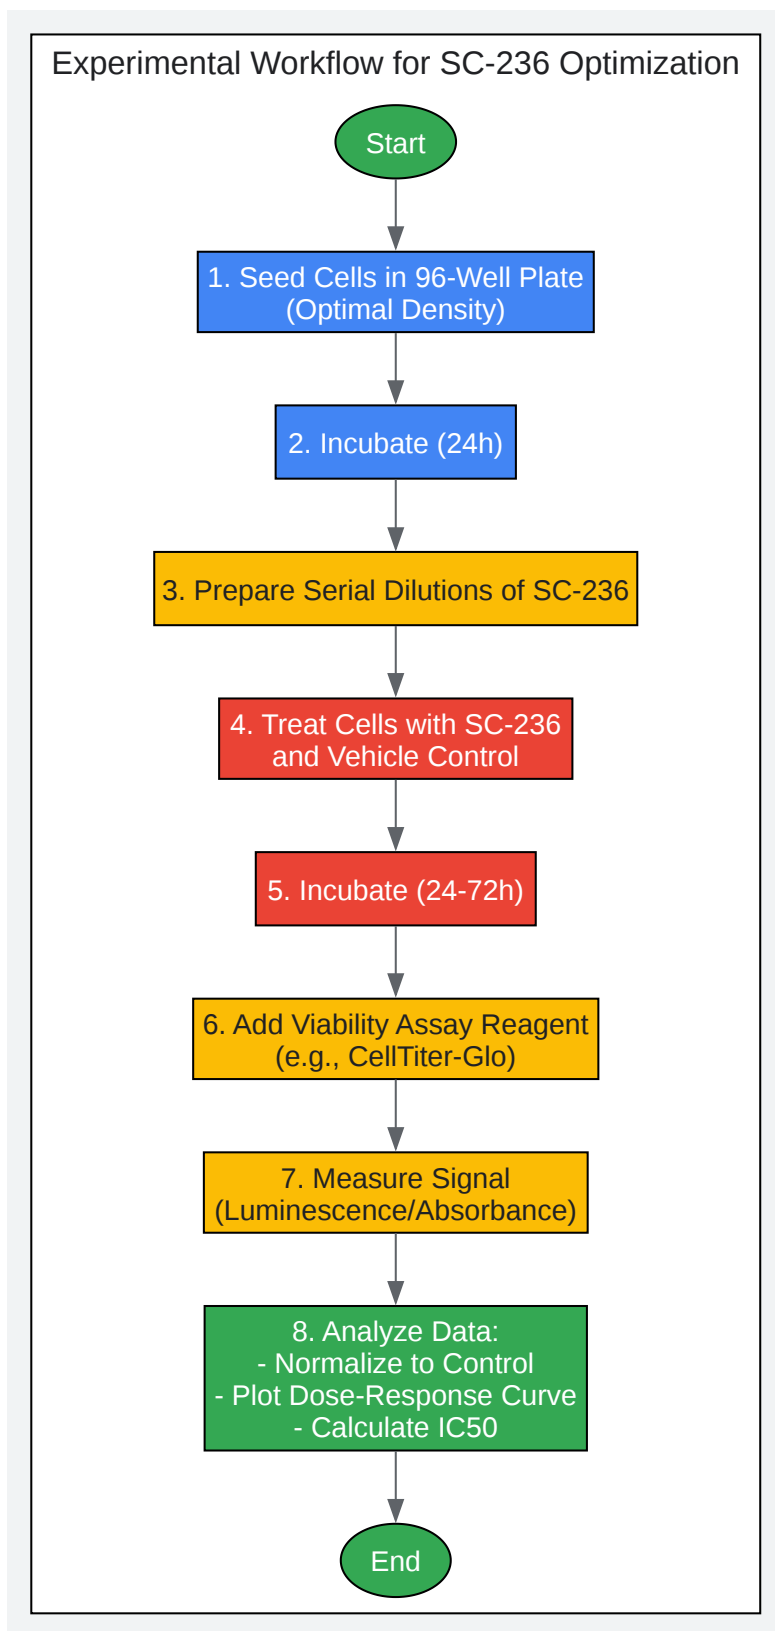 Experimental Workflow for SC-236 Optimization
Start
1. Seed Cells in 96-Well Plate
(Optimal Density)
2. Incubate (24h)
3. Prepare Serial Dilutions of SC-236
4. Treat Cells with SC-236
and Vehicle Control
5. Incubate (24-72h)
6. Add Viability Assay Reagent
(e.g., CellTiter-Glo)
7. Measure Signal
(Luminescence/Absorbance)
8. Analyze Data:
- Normalize to Control
- Plot Dose-Response Curve
- Calculate IC50
End